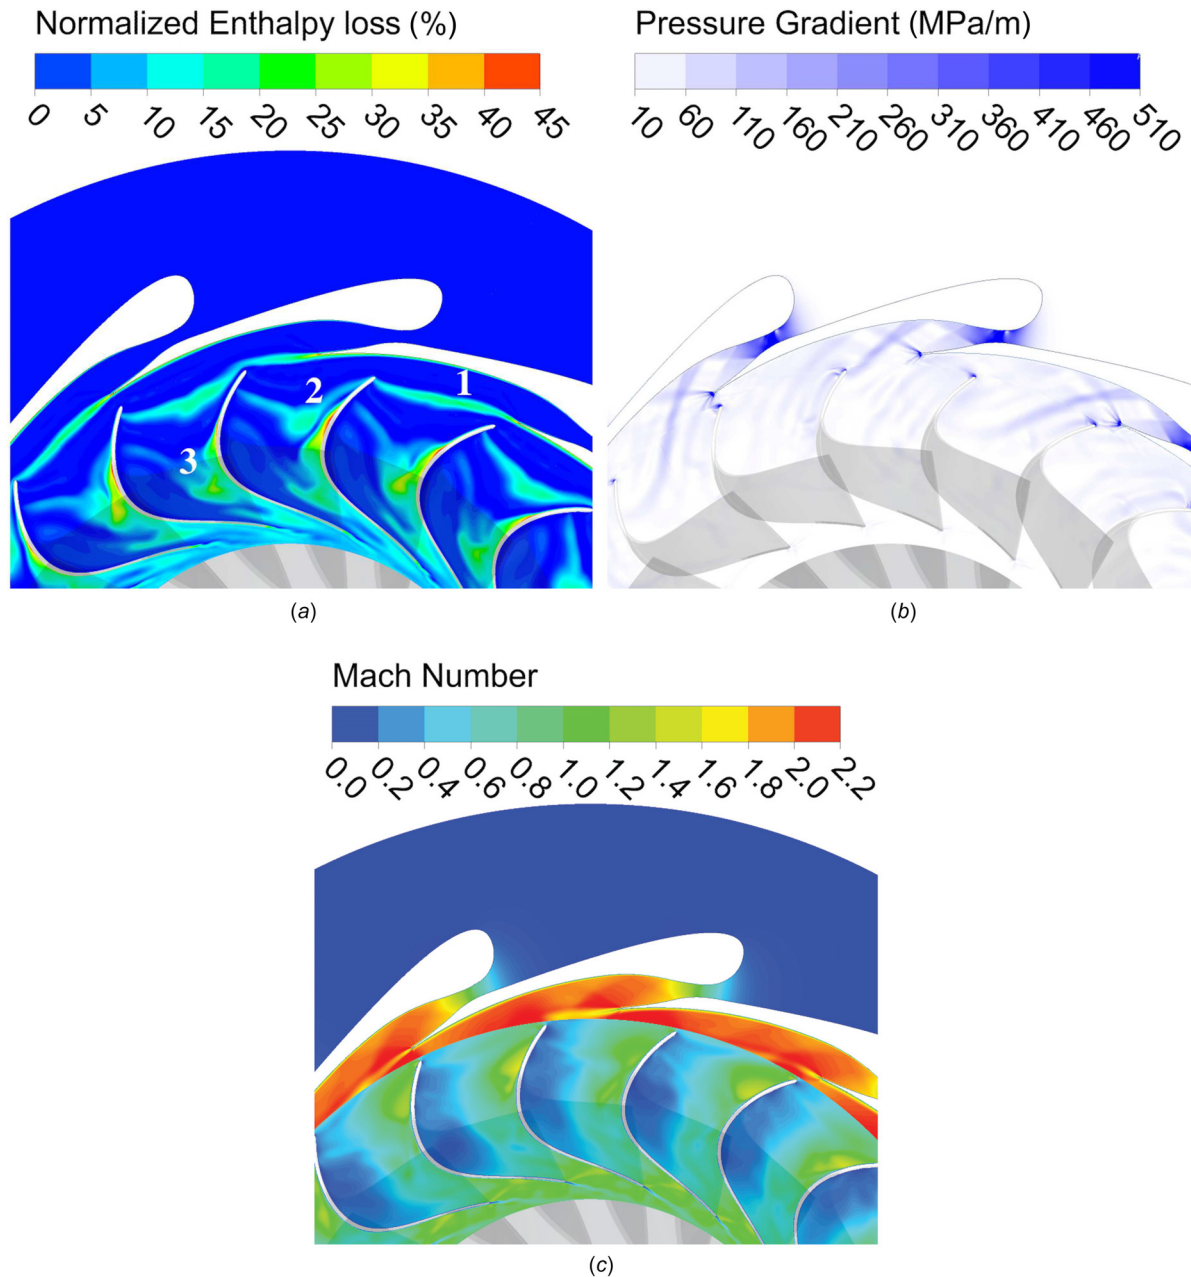 Normalized Enthalpy loss (%)
0 5 10 15 20 25 30 35 40 45
1
2
3
(a)
Pressure Gradient (MPa/m)
10 60 110 160 210 260 310 360 410 460 510
(b)
Mach Number
0.0 0.2 0.4 0.6 0.8 1.0 1.2 1.4 1.6 1.8 2.0 2.2
(c)